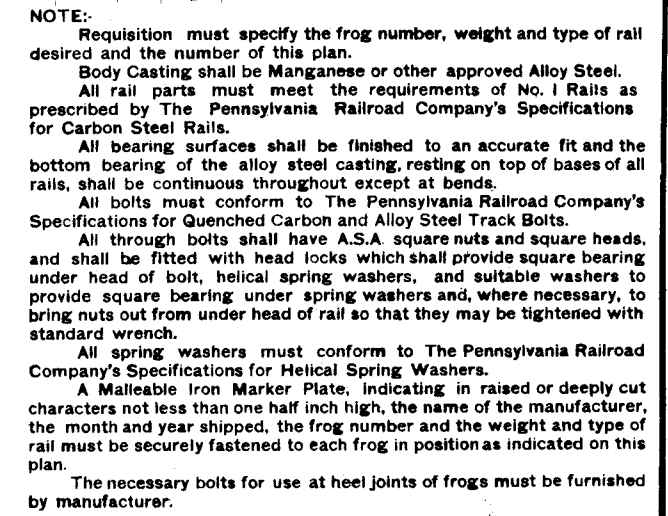 NOTE:-
Requisition must specify the frog number, weight and type of rail
desired and the number of this plan.
Body Casting shall be Manganese or other approved Alloy Steel.
All rail parts must meet the requirements of No. 1 Rails as
prescribed by The Pennsylvania Railroad Company's Specifications
for Carbon Steel Rails.
All bearing surfaces shall be finished to an accurate fit and the
bottom bearing of the alloy steel casting, resting on top of bases of all
rails, shall be continuous throughout except at bends.
All bolts must conform to The Pennsylvania Railroad Company's
Specifications for Quenched Carbon and Alloy Steel Track Bolts.
All through bolts shall have A.S.A. square nuts and square heads,
and shall be fitted with head locks which shall provide square bearing
under head of bolt, helical spring washers, and suitable washers to
provide square bearing under spring washers and, where necessary, to
bring nuts out from under head of rail so that they may be tightened with
standard wrench.
All spring washers must conform to The Pennsylvania Railroad
Company's Specifications for Helical Spring Washers.
A Malleable Iron Marker Plate, indicating in raised or deeply cut
characters not less than one half inch high, the name of the manufacturer,
the month and year shipped, the frog number and the weight and type of
rail must be securely fastened to each frog in position as indicated on this
plan.
The necessary bolts for use at heel joints of frogs must be furnished
by manufacturer.